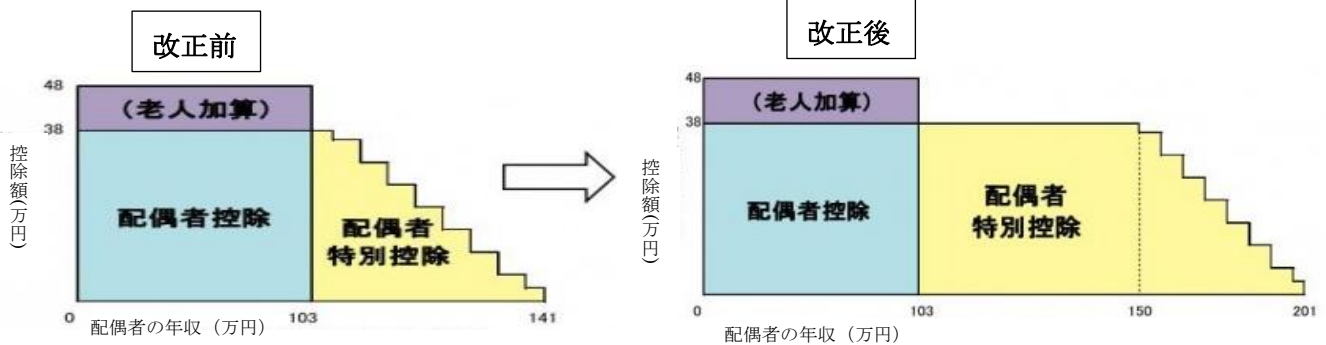 改正前
48
(老人加算)
38
控除額(万円)
配偶者控除
配偶者
特別控除
0
103
141
配偶者の年収（万円）
改正後
48
(老人加算)
38
控除額(万円)
配偶者控除
配偶者
特別控除
0
103
150
201
配偶者の年収（万円）